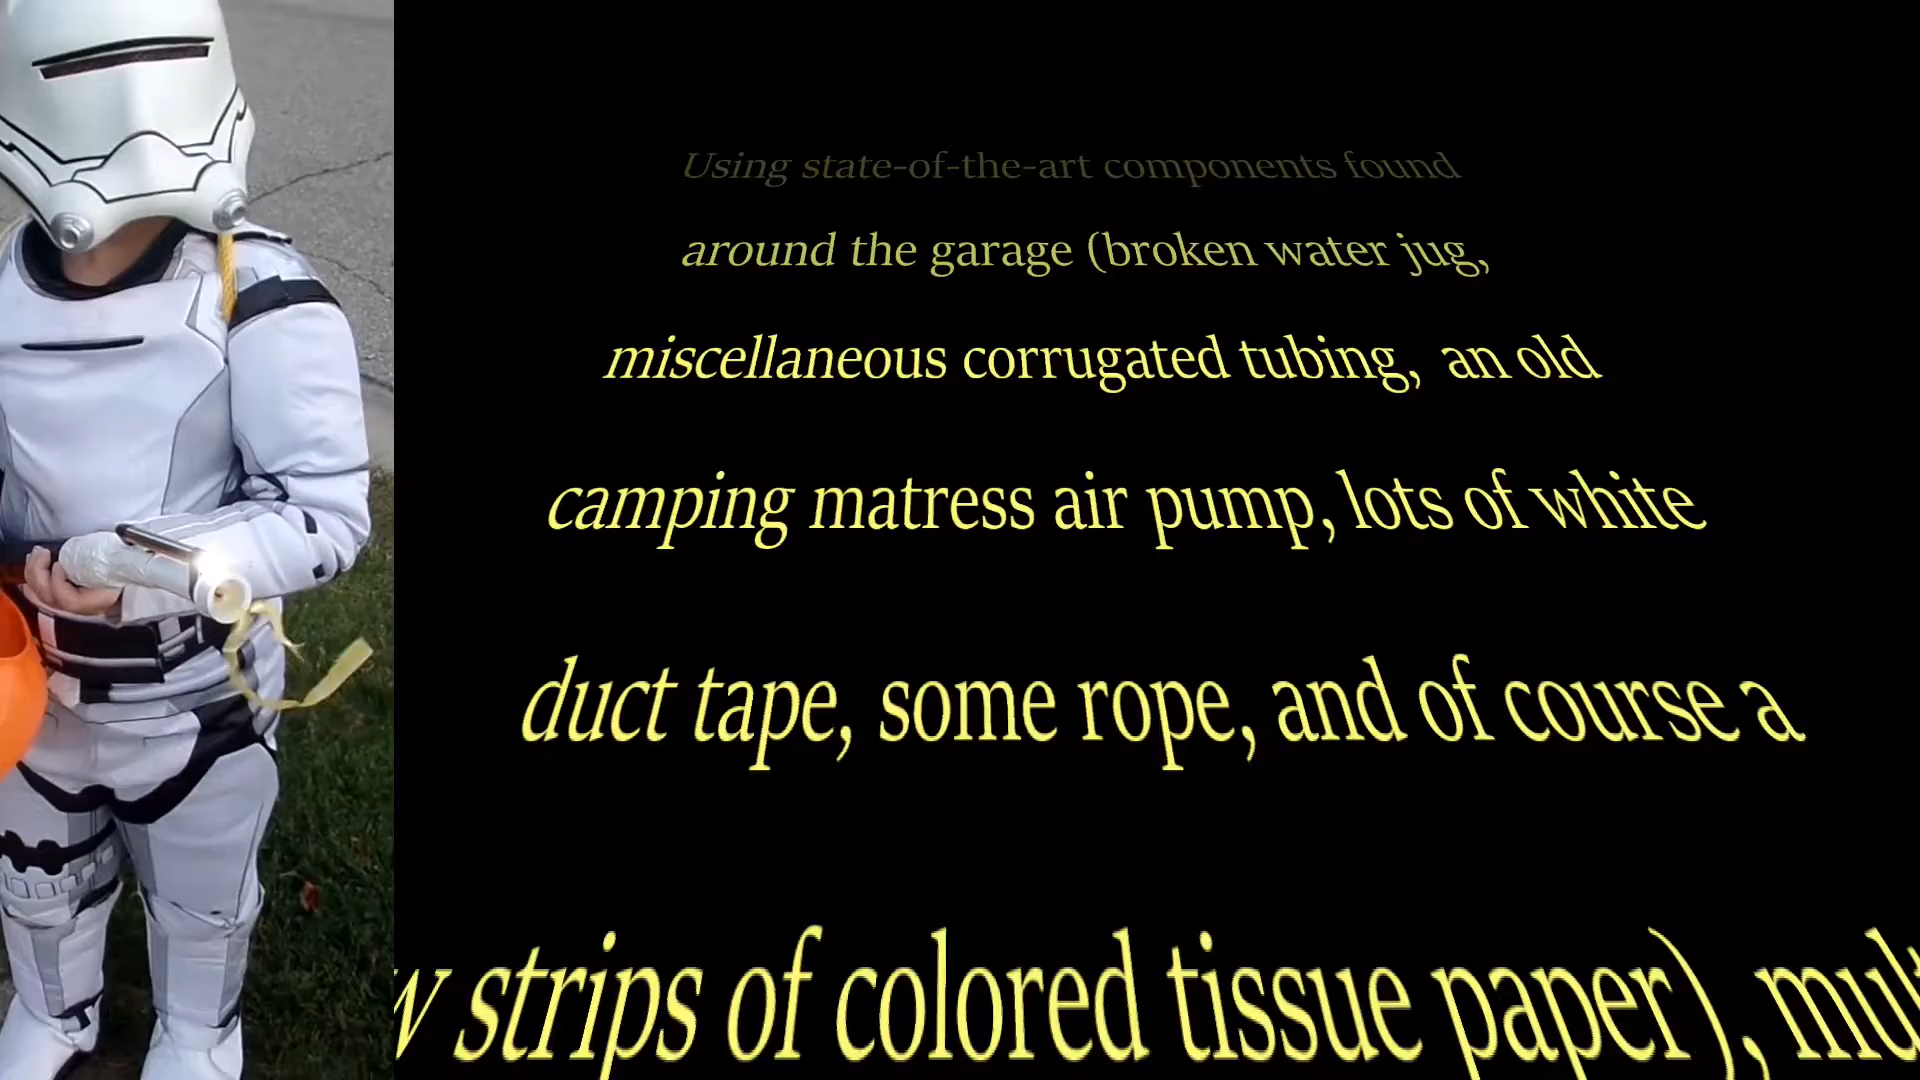 Using state-of-the-art components found
around the garage (broken water jug,
miscellaneous corrugated tubing, an old
camping matress air pump, lots of white
duct tape, some rope, and of course a
strips of colored tissue paper),